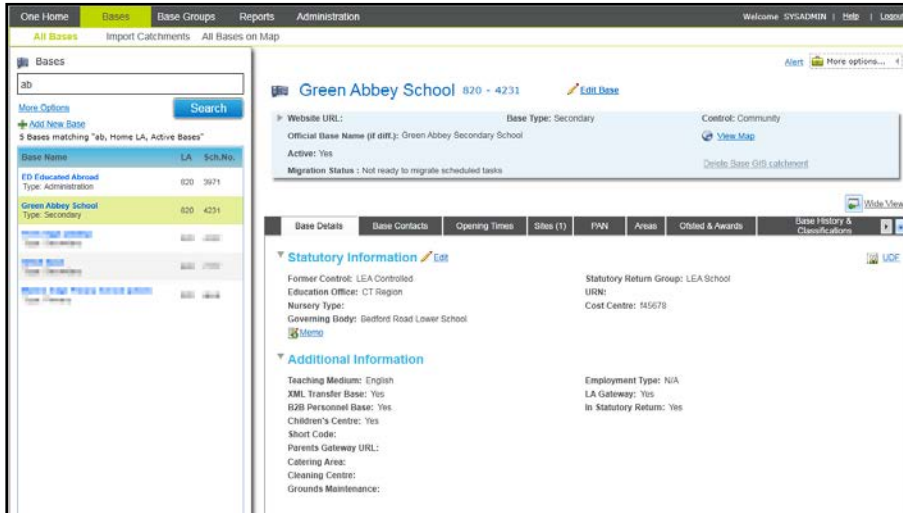 One Home Bases Base Groups Reports Administration Welcome SYSADMIN | Help | Logout
All Bases Import Catchments All Bases on Map
Bases
ab
More Options Search
Add New Base
5 Bases matching "ab, Home LA, Active Bases"
Base Name LA Sch.No.
ED Educated Abroad 820 3971
Type: Administration
Green Abbey School 820 4231
Type: Secondary
Alert More options...
Green Abbey School 820 - 4231 Edit Base
Website URL: Base Type: Secondary Control: Community
Official Base Name (if diff.): Green Abbey Secondary School View Map
Active: Yes
Delete Base GIS catchment
Migration Status : Not ready to migrate scheduled tasks
Wide View
Base Details Base Contacts Opening Times Sites (1) PAN Areas Ofsted & Awards Base History & Classifications
Statutory Information Edit UDF
Former Control: LEA Controlled Statutory Return Group: LEA School
Education Office: CT Region URN:
Nursery Type: Cost Centre: f45678
Governing Body: Bedford Road Lower School
Memo
Additional Information
Teaching Medium: English Employment Type: N/A
XML Transfer Base: Yes LA Gateway: Yes
B2B Personnel Base: Yes In Statutory Return: Yes
Children's Centre: Yes
Short Code:
Parents Gateway URL:
Catering Area:
Cleaning Centre:
Grounds Maintenance: